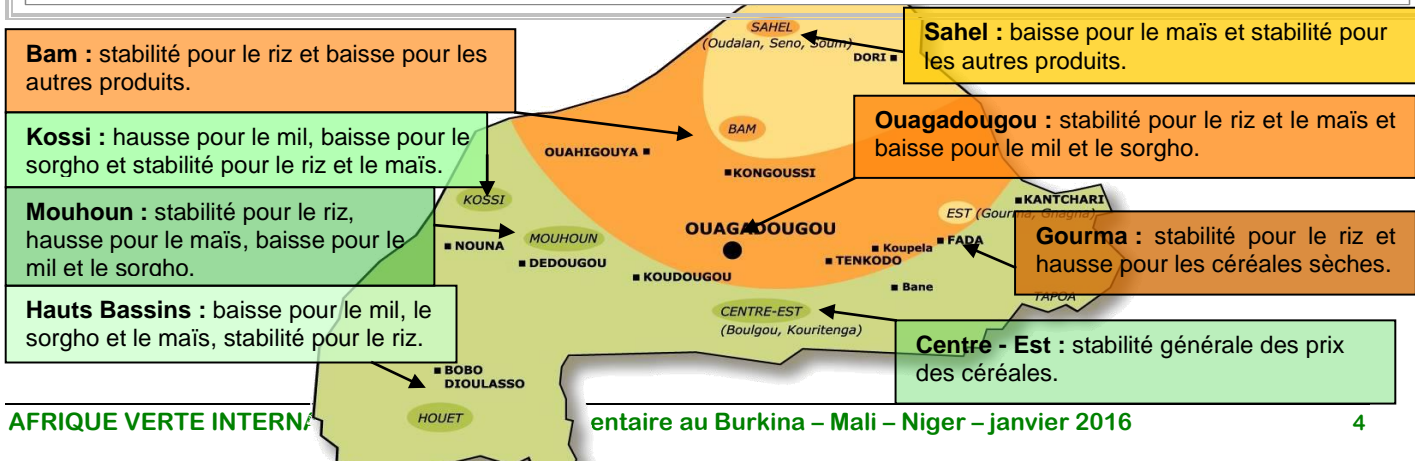 SAHEL
(Oudalan, Seno, Soum)
DORI
Sahel : baisse pour le maïs et stabilité pour
les autres produits.
Bam : stabilité pour le riz et baisse pour les
autres produits.
Ouagadougou : stabilité pour le riz et le maïs et
baisse pour le mil et le sorgho.
BAM
Kossi : hausse pour le mil, baisse pour le
sorgho et stabilité pour le riz et le maïs.
OUAHIGOUYA
KONGOUSSI
KOSSI
KANTCHARI
EST (Gourma, Gnagna)
Mouhoun : stabilité pour le riz,
hausse pour le maïs, baisse pour le
mil et le sorgho.
NOUNA
MOUHOUN
DEDOUGOU
OUAGADOUGOU
Koupela
FADA
TENKODO
KOUDOUGOU
Bane
Gourma : stabilité pour le riz et
hausse pour les céréales sèches.
TAPOA
Hauts Bassins : baisse pour le mil, le
sorgho et le maïs, stabilité pour le riz.
CENTRE-EST
(Boulgou, Kouritenga)
Centre - Est : stabilité générale des prix
des céréales.
BOBO
DIOULASSO
HOUET
AFRIQUE VERTE INTERNA entaire au Burkina – Mali – Niger – janvier 2016 4